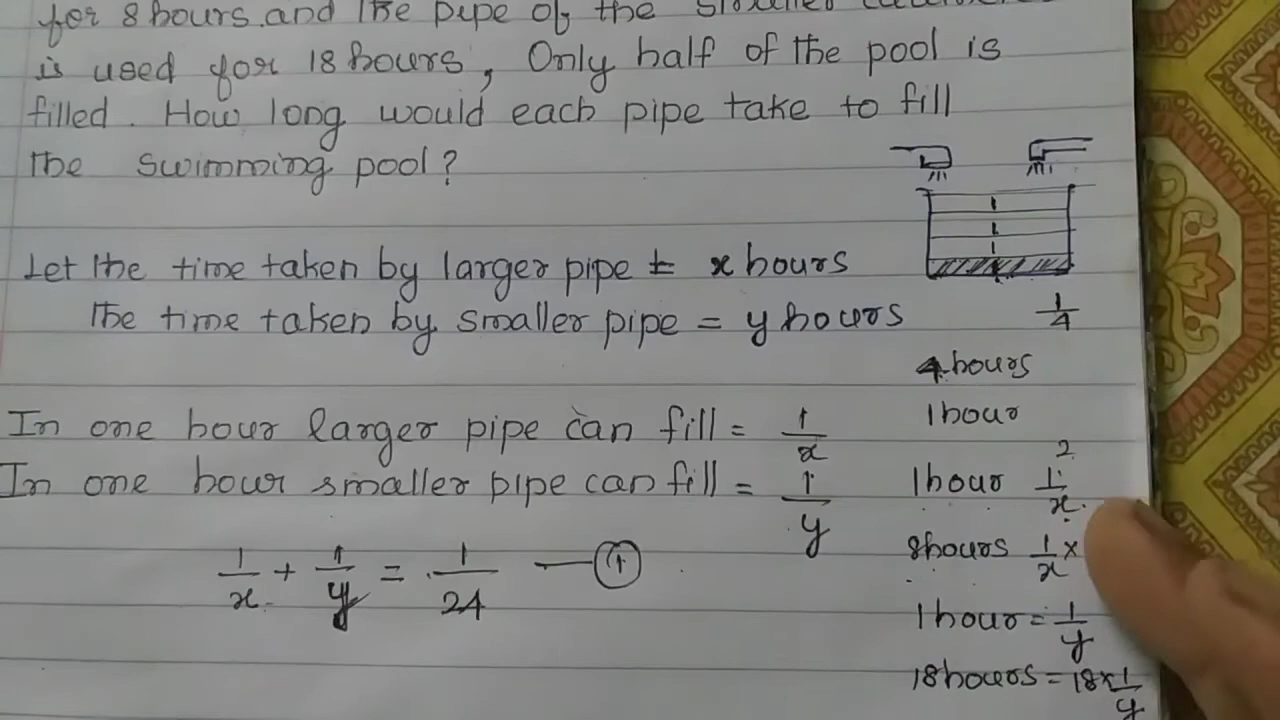 for 8 hours and the pipe of the smaller
is used for 18 hours, Only half of the pool is
filled. How long would each pipe take to fill
the swimming pool?
Let the time taken by larger pipe = x hours
The time taken by smaller pipe = y hours
1/4
4 hours
1 hour
In one hour larger pipe can fill = 1/x
In one hour smaller pipe can fill = 1/y
1 hour 1/x
2
8 hours 1/x ×
1/x + 1/y = 1/24 — ①
1 hour = 1/y
18 hours = 18 × 1/y